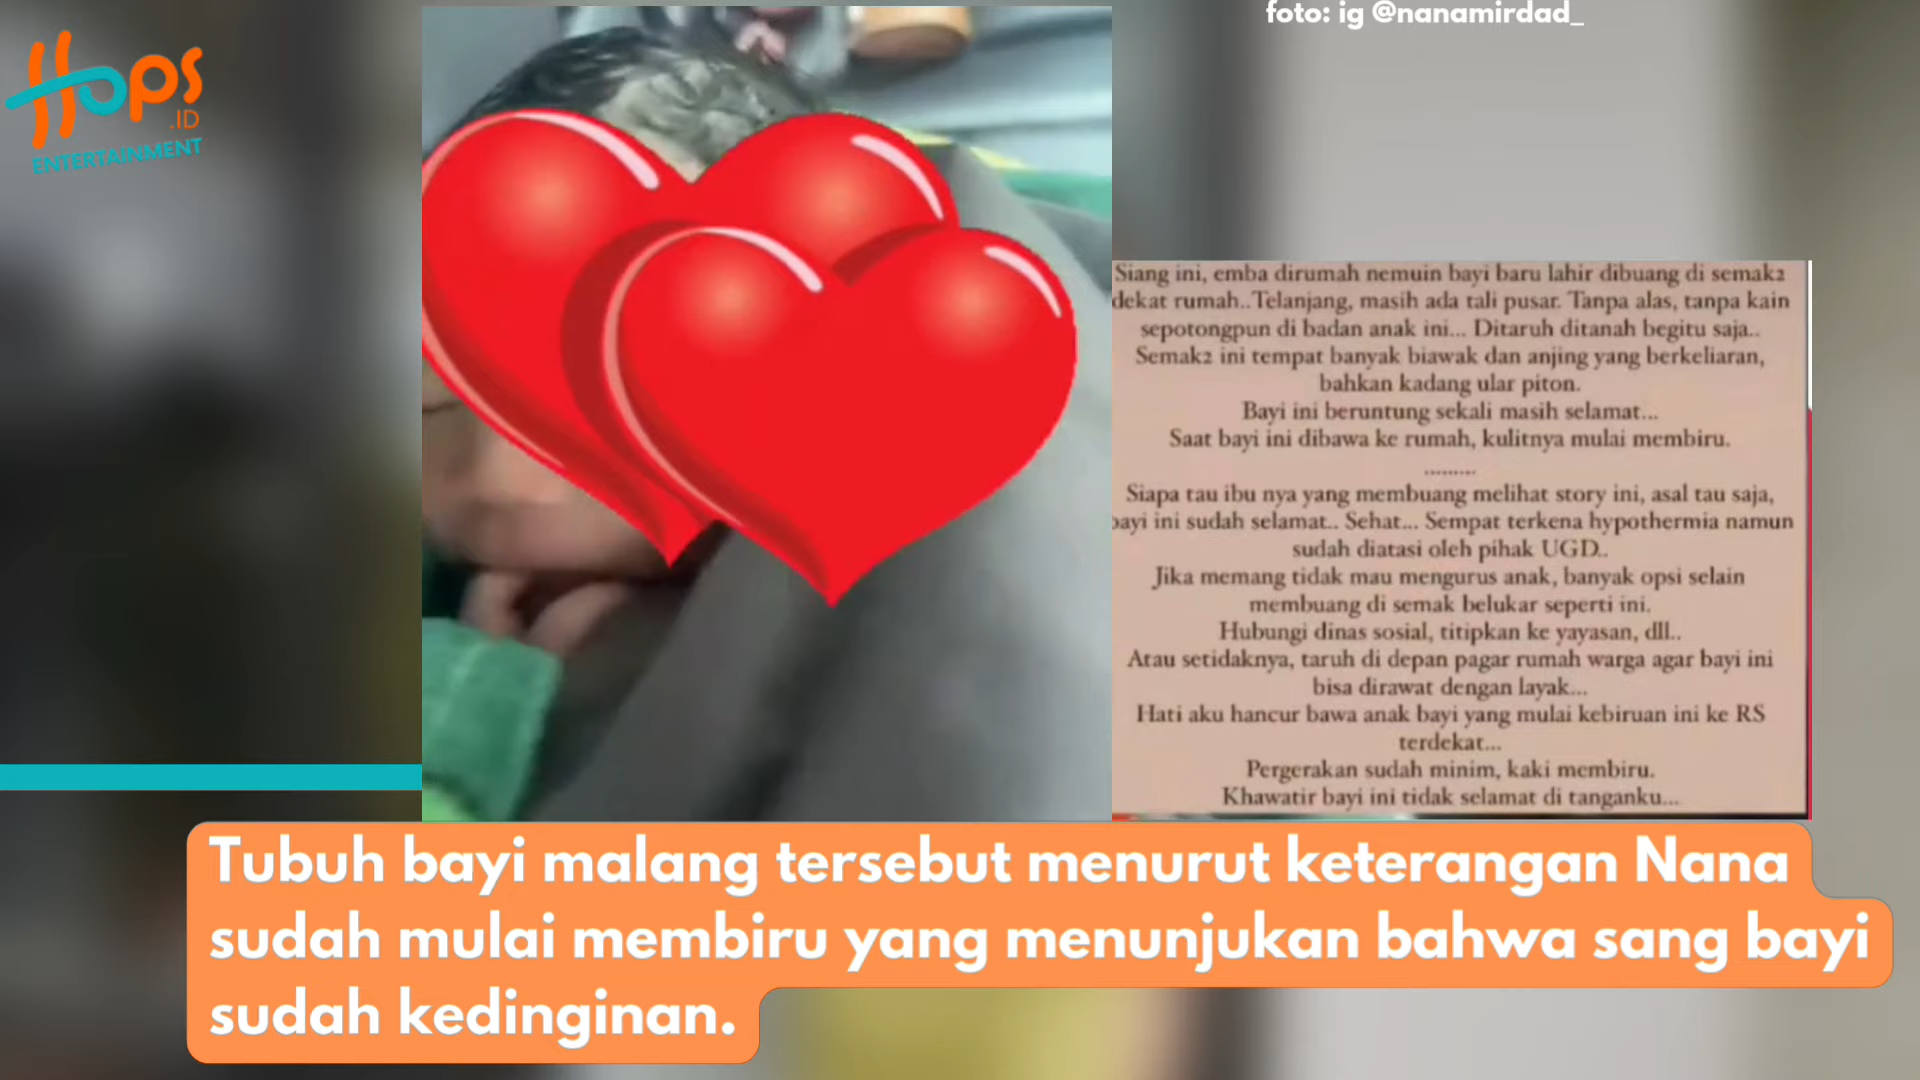 Hops
.ID
ENTERTAINMENT
foto: ig @nanamirdad_
Siang ini, emba dirumah nemuin bayi baru lahir dibuang di semak2
dekat rumah..Telanjang, masih ada tali pusar. Tanpa alas, tanpa kain
sepotongpun di badan anak ini... Ditaruh ditanah begitu saja..
Semak2 ini tempat banyak biawak dan anjing yang berkeliaran,
bahkan kadang ular piton.
Bayi ini beruntung sekali masih selamat...
Saat bayi ini dibawa ke rumah, kulitnya mulai membiru.
.........
Siapa tau ibu nya yang membuang melihat story ini, asal tau saja,
bayi ini sudah selamat.. Sehat... Sempat terkena hypothermia namun
sudah diatasi oleh pihak UGD..
Jika memang tidak mau mengurus anak, banyak opsi selain
membuang di semak belukar seperti ini.
Hubungi dinas sosial, titipkan ke yayasan, dll..
Atau setidaknya, taruh di depan pagar rumah warga agar bayi ini
bisa dirawat dengan layak...
Hati aku hancur bawa anak bayi yang mulai kebiruan ini ke RS
terdekat...
Pergerakan sudah minim, kaki membiru.
Khawatir bayi ini tidak selamat di tanganku...
Tubuh bayi malang tersebut menurut keterangan Nana
sudah mulai membiru yang menunjukan bahwa sang bayi
sudah kedinginan.